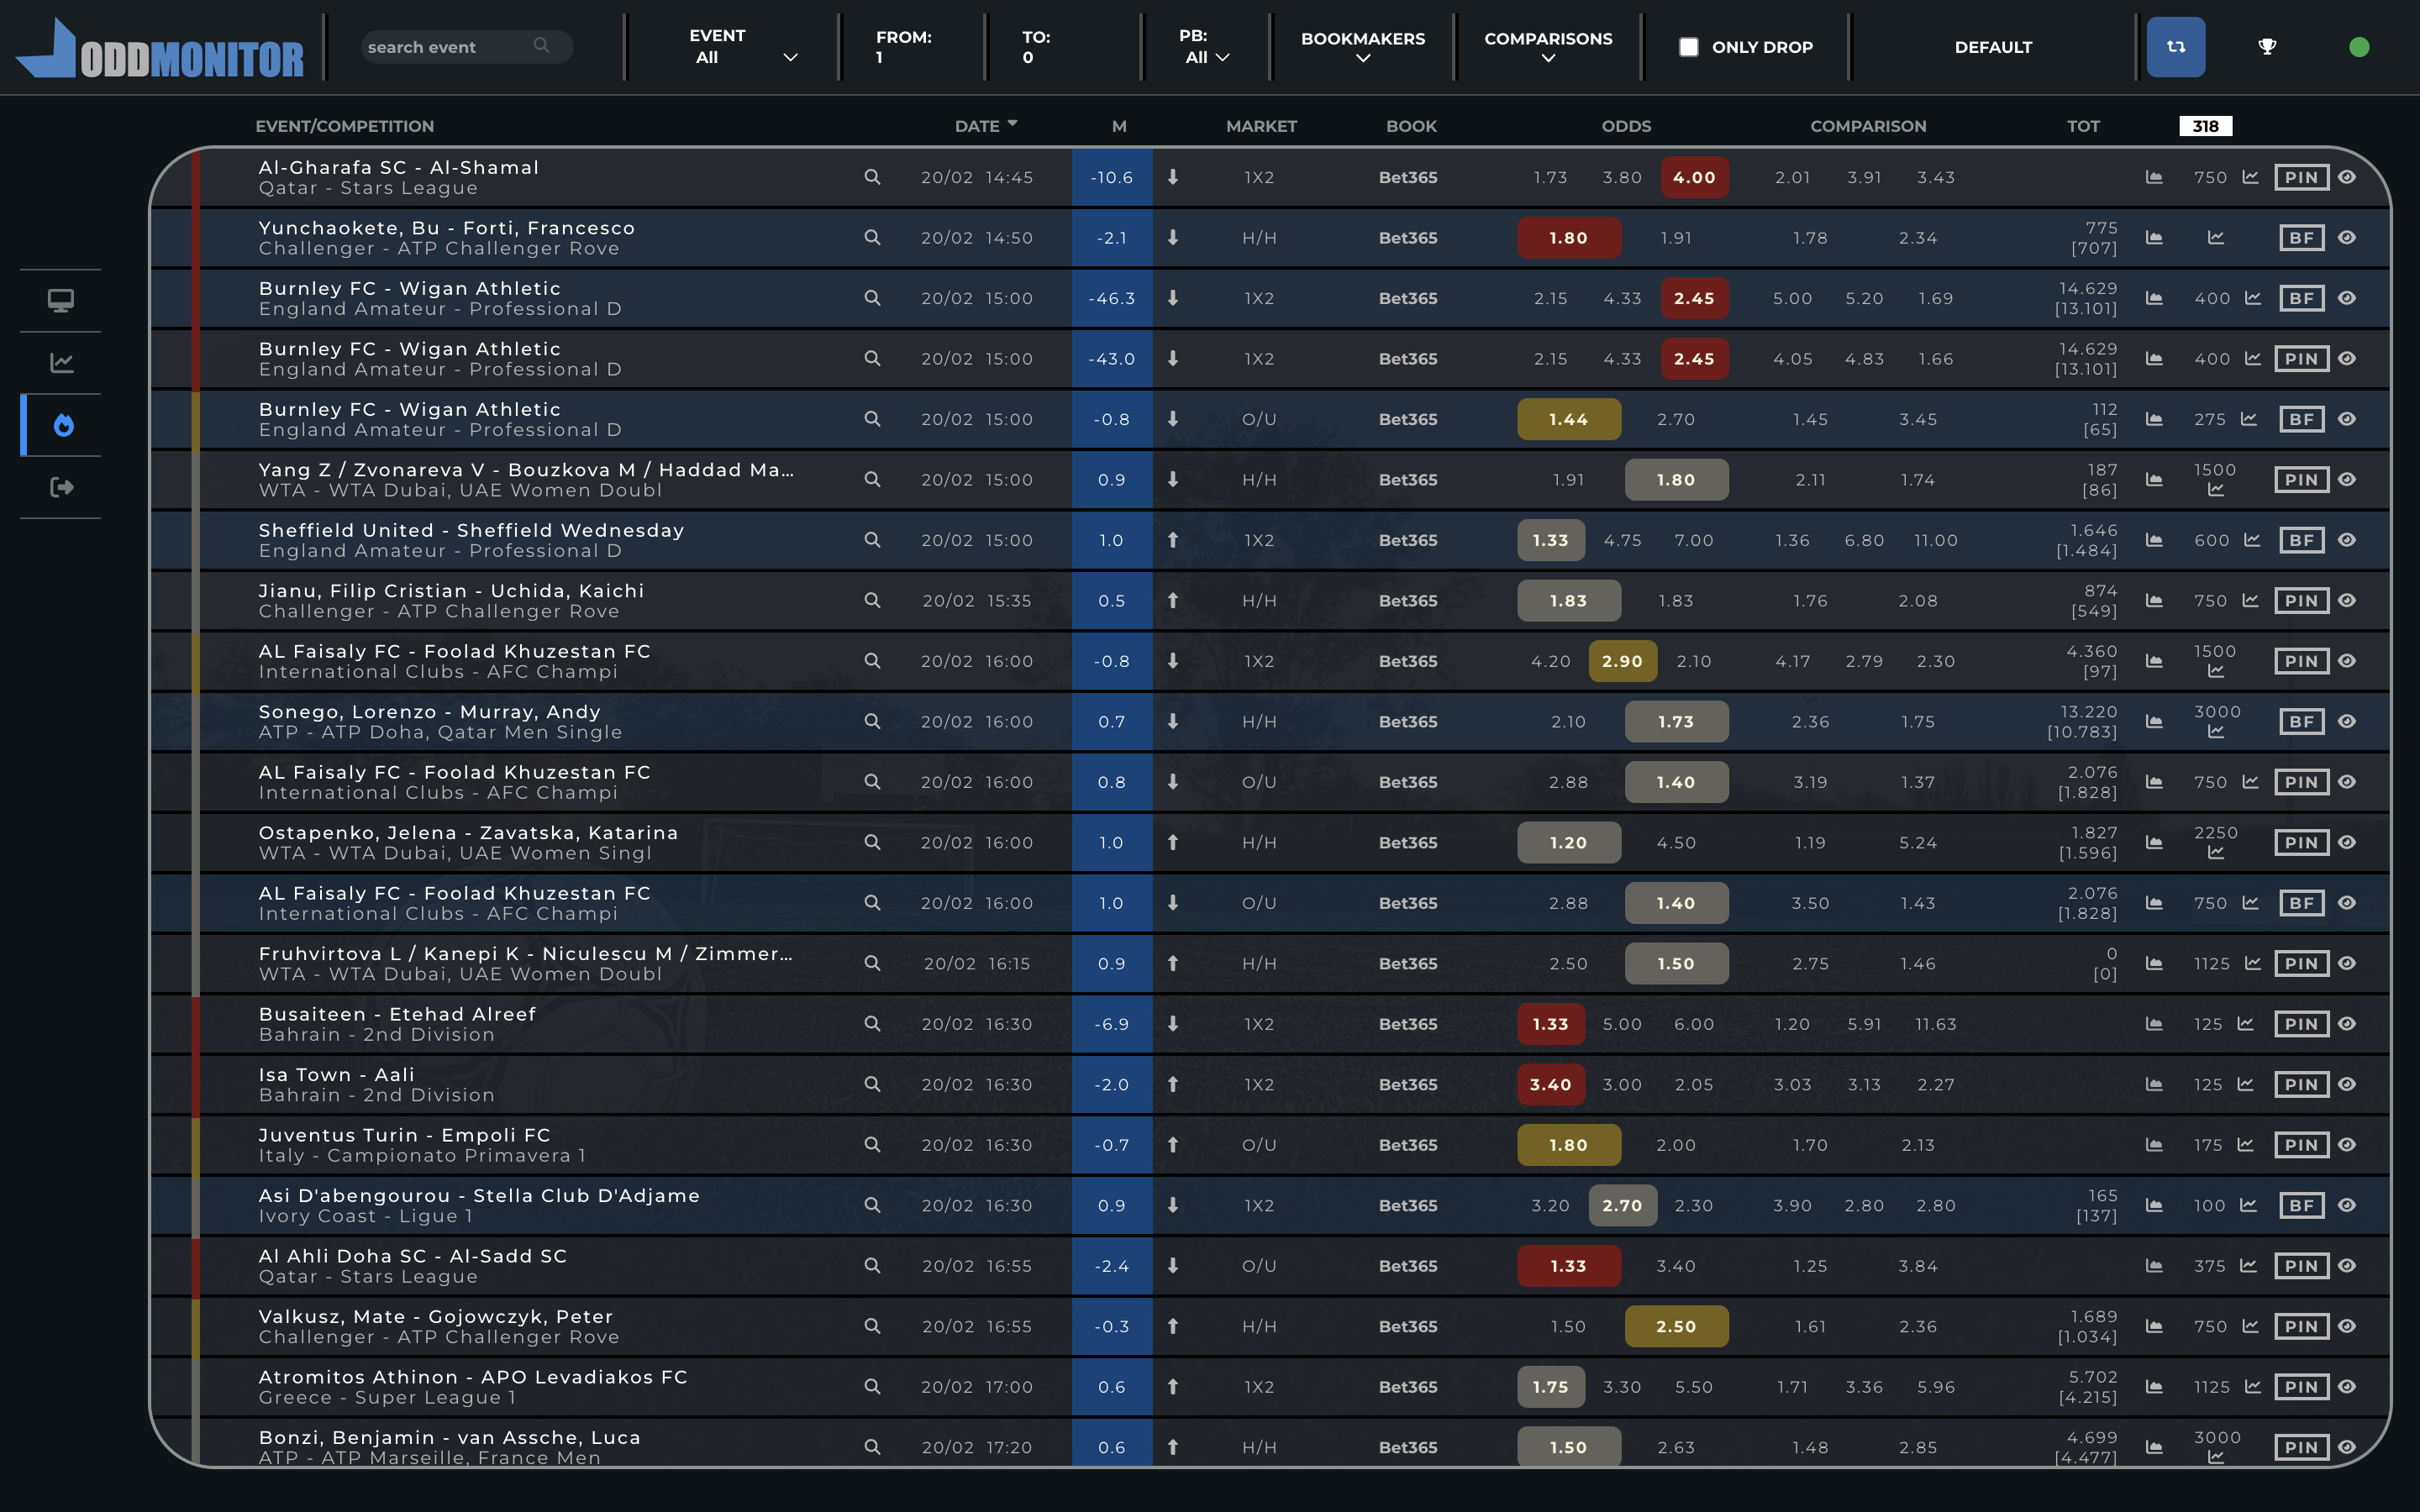 ODDMONITOR
search event
EVENT
All
FROM:
1
TO:
0
PB:
All
BOOKMAKERS
COMPARISONS
ONLY DROP
DEFAULT
EVENT/COMPETITION DATE M MARKET BOOK ODDS COMPARISON TOT 318
Al-Gharafa SC - Al-Shamal
Qatar - Stars League
20/02 14:45 -10.6 1X2 Bet365 1.73 3.80 4.00 2.01 3.91 3.43 750 PIN
Yunchaokete, Bu - Forti, Francesco
Challenger - ATP Challenger Rove
20/02 14:50 -2.1 H/H Bet365 1.80 1.91 1.78 2.34 775 [707] BF
Burnley FC - Wigan Athletic
England Amateur - Professional D
20/02 15:00 -46.3 1X2 Bet365 2.15 4.33 2.45 5.00 5.20 1.69 14.629 [13.101] 400 BF
Burnley FC - Wigan Athletic
England Amateur - Professional D
20/02 15:00 -43.0 1X2 Bet365 2.15 4.33 2.45 4.05 4.83 1.66 14.629 [13.101] 400 PIN
Burnley FC - Wigan Athletic
England Amateur - Professional D
20/02 15:00 -0.8 O/U Bet365 1.44 2.70 1.45 3.45 112 [65] 275 BF
Yang Z / Zvonareva V - Bouzkova M / Haddad Ma...
WTA - WTA Dubai, UAE Women Doubl
20/02 15:00 0.9 H/H Bet365 1.91 1.80 2.11 1.74 187 [86] 1500 PIN
Sheffield United - Sheffield Wednesday
England Amateur - Professional D
20/02 15:00 1.0 1X2 Bet365 1.33 4.75 7.00 1.36 6.80 11.00 1.646 [1.484] 600 BF
Jianu, Filip Cristian - Uchida, Kaichi
Challenger - ATP Challenger Rove
20/02 15:35 0.5 H/H Bet365 1.83 1.83 1.76 2.08 874 [549] 750 PIN
AL Faisaly FC - Foolad Khuzestan FC
International Clubs - AFC Champi
20/02 16:00 -0.8 1X2 Bet365 4.20 2.90 2.10 4.17 2.79 2.30 4.360 [97] 1500 PIN
Sonego, Lorenzo - Murray, Andy
ATP - ATP Doha, Qatar Men Single
20/02 16:00 0.7 H/H Bet365 2.10 1.73 2.36 1.75 13.220 [10.783] 3000 BF
AL Faisaly FC - Foolad Khuzestan FC
International Clubs - AFC Champi
20/02 16:00 0.8 O/U Bet365 2.88 1.40 3.19 1.37 2.076 [1.828] 750 PIN
Ostapenko, Jelena - Zavatska, Katarina
WTA - WTA Dubai, UAE Women Singl
20/02 16:00 1.0 H/H Bet365 1.20 4.50 1.19 5.24 1.827 [1.596] 2250 PIN
AL Faisaly FC - Foolad Khuzestan FC
International Clubs - AFC Champi
20/02 16:00 1.0 O/U Bet365 2.88 1.40 3.50 1.43 2.076 [1.828] 750 BF
Fruhvirtova L / Kanepi K - Niculescu M / Zimmer...
WTA - WTA Dubai, UAE Women Doubl
20/02 16:15 0.9 H/H Bet365 2.50 1.50 2.75 1.46 0 [0] 1125 PIN
Busaiteen - Etehad Alreef
Bahrain - 2nd Division
20/02 16:30 -6.9 1X2 Bet365 1.33 5.00 6.00 1.20 5.91 11.63 125 PIN
Isa Town - Aali
Bahrain - 2nd Division
20/02 16:30 -2.0 1X2 Bet365 3.40 3.00 2.05 3.03 3.13 2.27 125 PIN
Juventus Turin - Empoli FC
Italy - Campionato Primavera 1
20/02 16:30 -0.7 O/U Bet365 1.80 2.00 1.70 2.13 175 PIN
Asi D'abengourou - Stella Club D'Adjame
Ivory Coast - Ligue 1
20/02 16:30 0.9 1X2 Bet365 3.20 2.70 2.30 3.90 2.80 2.80 165 [137] 100 BF
Al Ahli Doha SC - Al-Sadd SC
Qatar - Stars League
20/02 16:55 -2.4 O/U Bet365 1.33 3.40 1.25 3.84 375 PIN
Valkusz, Mate - Gojowczyk, Peter
Challenger - ATP Challenger Rove
20/02 16:55 -0.3 H/H Bet365 1.50 2.50 1.61 2.36 1.689 [1.034] 750 PIN
Atromitos Athinon - APO Levadiakos FC
Greece - Super League 1
20/02 17:00 0.6 1X2 Bet365 1.75 3.30 5.50 1.71 3.36 5.96 5.702 [4.215] 1125 PIN
Bonzi, Benjamin - van Assche, Luca
ATP - ATP Marseille, France Men
20/02 17:20 0.6 H/H Bet365 1.50 2.63 1.48 2.85 4.699 [4.477] 3000 PIN